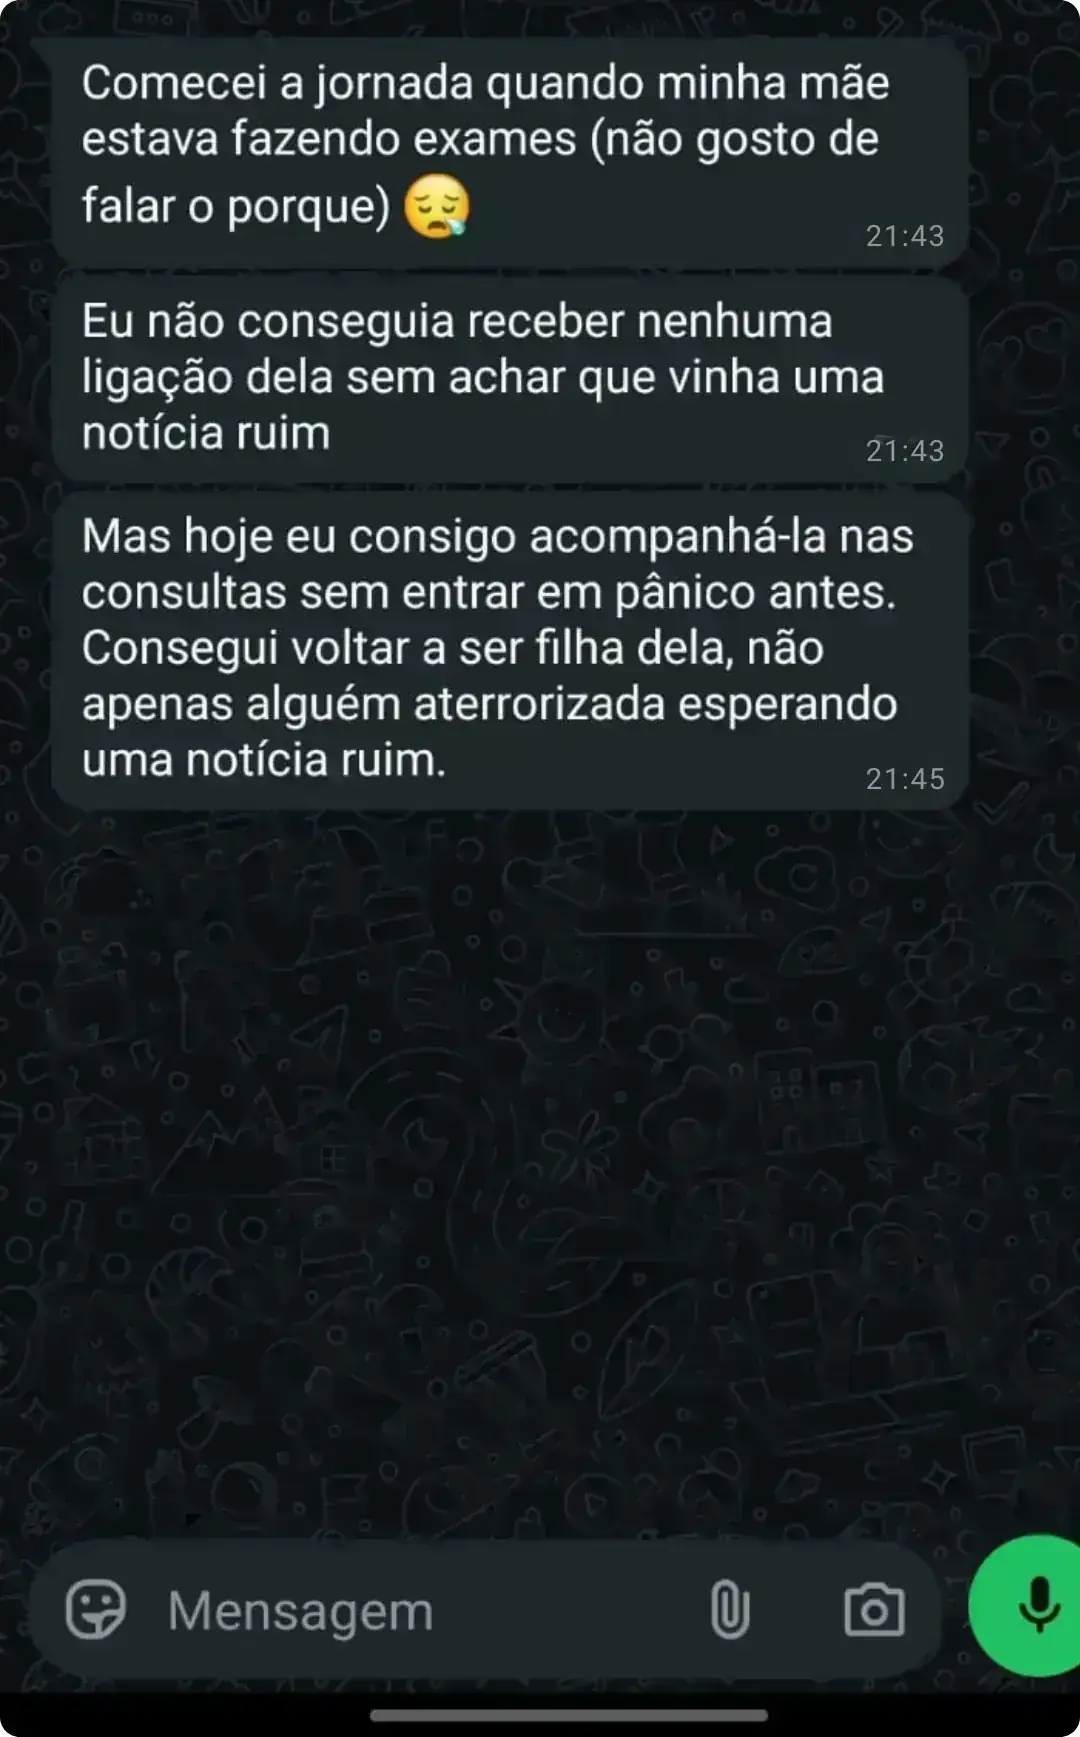 Comecei a jornada quando minha mãe
estava fazendo exames (não gosto de
falar o porque) 😪
21:43
Eu não conseguia receber nenhuma
ligação dela sem achar que vinha uma
notícia ruim
21:43
Mas hoje eu consigo acompanhá-la nas
consultas sem entrar em pânico antes.
Consegui voltar a ser filha dela, não
apenas alguém aterrorizada esperando
uma notícia ruim.
21:45
Mensagem